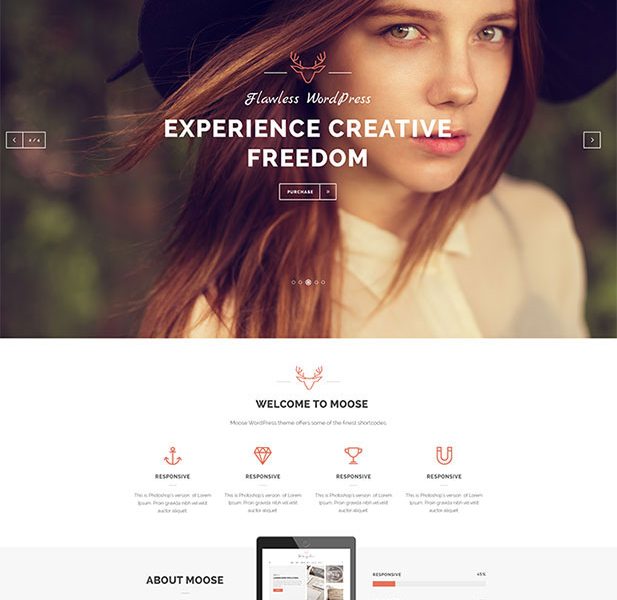 Flawless WordPress
EXPERIENCE CREATIVE
FREEDOM
PURCHASE
WELCOME TO MOOSE
Moose WordPress theme offers some of the finest shortcodes.
RESPONSIVE RESPONSIVE RESPONSIVE RESPONSIVE
This is Photoshop's version of Lorem This is Photoshop's version of Lorem This is Photoshop's version of Lorem This is Photoshop's version of Lorem
Ipsum. Proin gravida nibh vel velit Ipsum. Proin gravida nibh vel velit Ipsum. Proin gravida nibh vel velit Ipsum. Proin gravida nibh vel velit
auctor aliquet auctor aliquet auctor aliquet auctor aliquet
RESPONSIVE 45%
ABOUT MOOSE